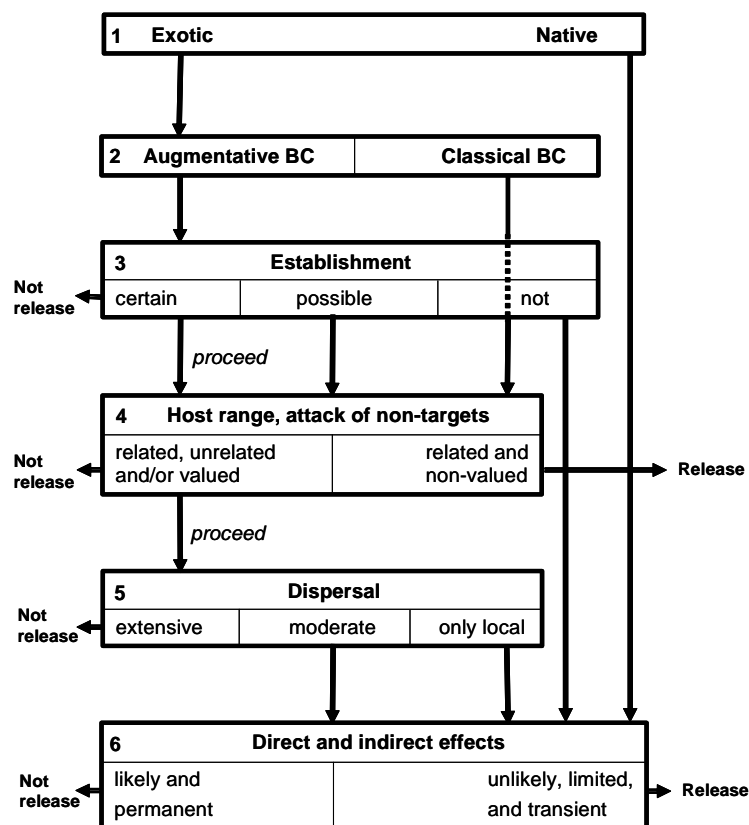 1 Exotic Native
2 Augmentative BC Classical BC
3 Establishment
Not
release
certain possible not
proceed
4 Host range, attack of non-targets
Not
release
related, unrelated
and/or valued
related and
non-valued
Release
proceed
5 Dispersal
Not
release
extensive moderate only local
6 Direct and indirect effects
Not
release
likely and
permanent
unlikely, limited,
and transient
Release